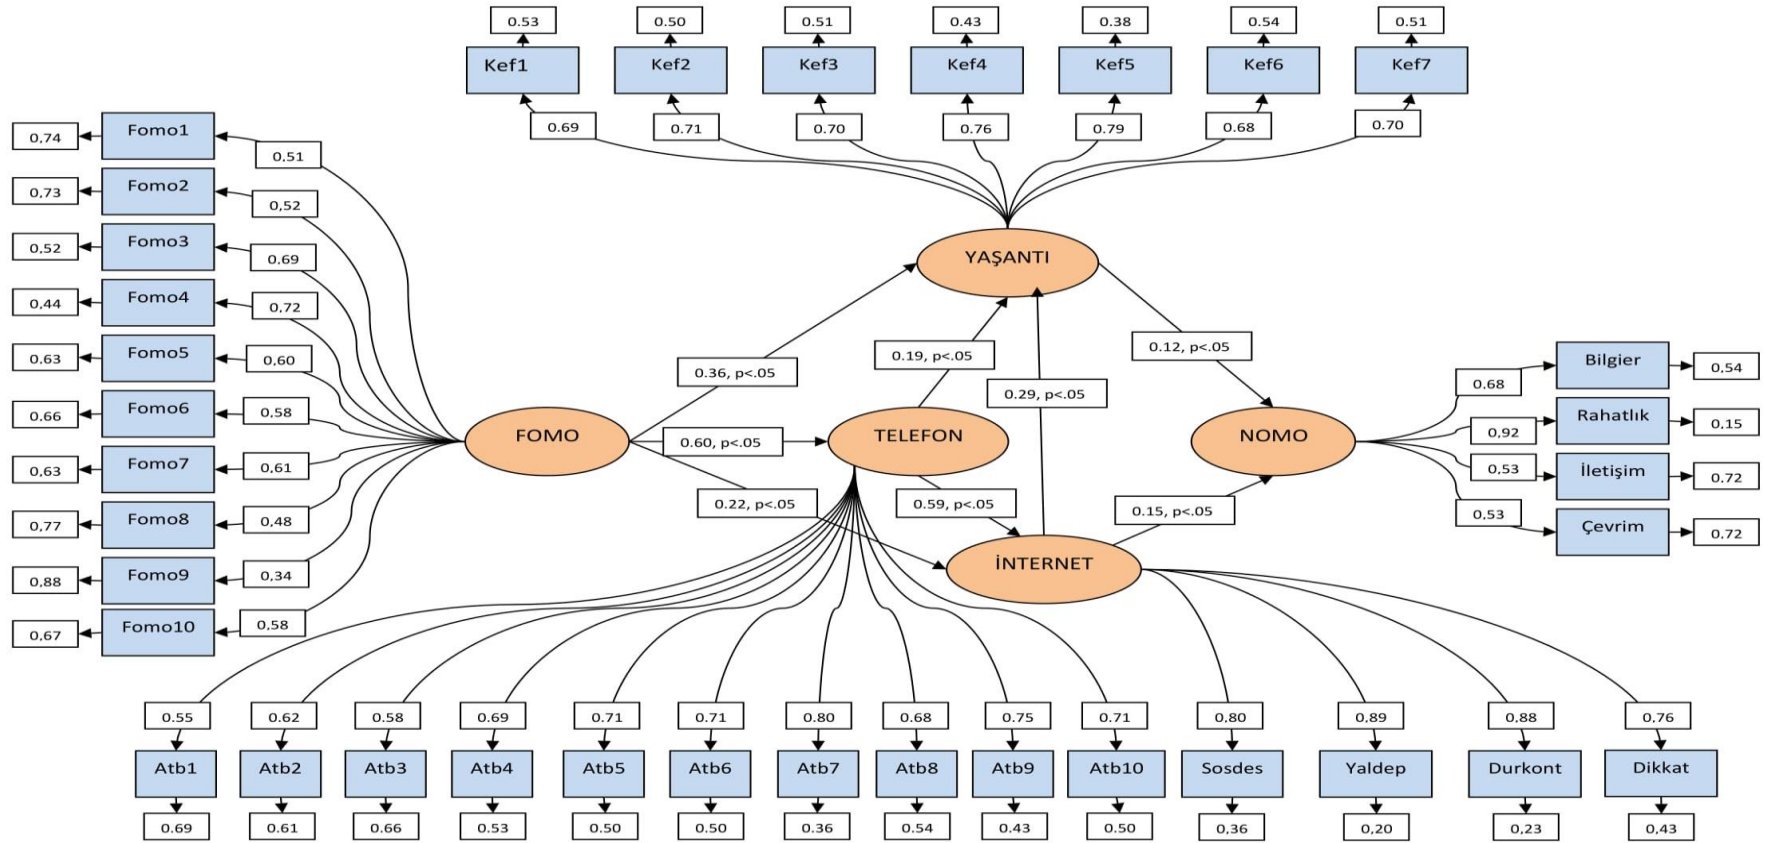 0.53 0.50 0.51 0.43 0.38 0.54 0.51
Kef1 Kef2 Kef3 Kef4 Kef5 Kef6 Kef7
0.69 0.71 0.70 0.76 0.79 0.68 0.70
0,74 Fomo1 0.51
0,73 Fomo2 0,52
0,52 Fomo3 0.69
0,44 Fomo4 0,72
0.63 Fomo5 0,60
0.66 Fomo6 0.58
0,63 Fomo7 0.61
0,77 Fomo8 0,48
0,88 Fomo9 0,34
0,67 Fomo10 0,58
YAŞANTI
0.36, p<.05
0.19, p<.05
0.29, p<.05
0.12, p<.05
FOMO
0.60, p<.05
TELEFON
NOMO
0.22, p<.05
0.59, p<.05
0.15, p<.05
İNTERNET
0.68 Bilgier 0,54
0,92 Rahatlık 0.15
0,53 İletişim 0.72
0,53 Çevrim 0,72
0.55 0.62 0.58 0.69 0.71 0.71 0.80 0.68 0.75 0.71 0.80 0.89 0.88 0,76
Atb1 Atb2 Atb3 Atb4 Atb5 Atb6 Atb7 Atb8 Atb9 Atb10 Sosdes Yaldep Durkont Dikkat
0.69 0.61 0.66 0.53 0.50 0.50 0.36 0.54 0.43 0.50 0.36 0,20 0,23 0,43